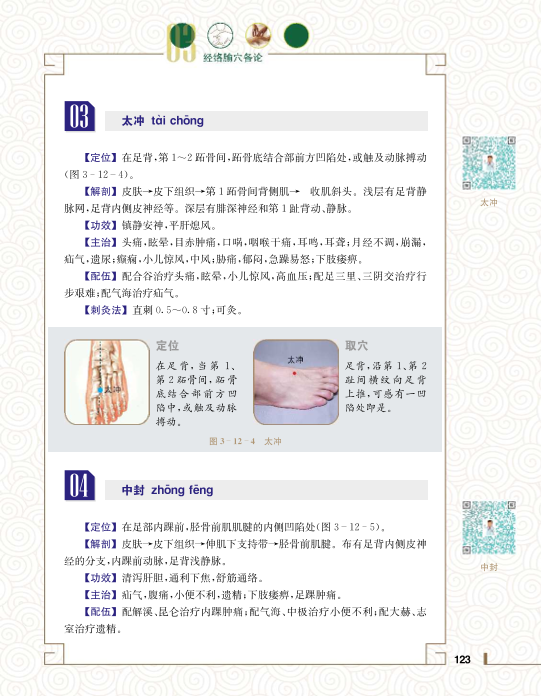 03
经络腧穴各论
03
太冲 tài chōng
【定位】在足背,第1～2跖骨间,跖骨底结合部前方凹陷处,或触及动脉搏动
(图3-12-4)。
【解剖】皮肤→皮下组织→第1跖骨间背侧肌→ 收肌斜头。浅层有足背静
脉网,足背内侧皮神经等。深层有腓深神经和第1趾背动、静脉。
【功效】镇静安神,平肝熄风。
【主治】头痛,眩晕,目赤肿痛,口㖞,咽喉干痛,耳鸣,耳聋;月经不调,崩漏,
疝气,遗尿;癫痫,小儿惊风,中风;胁痛,郁闷,急躁易怒;下肢痿痹。
【配伍】配合谷治疗头痛,眩晕,小儿惊风,高血压;配足三里、三阴交治疗行
步艰难;配气海治疗疝气。
【刺灸法】直刺0.5～0.8寸;可灸。
太冲
太冲
定位
在足背,当第1、
第2跖骨间,跖骨
底结合部前方凹
陷中,或触及动脉
搏动。
太冲
取穴
足背,沿第1、第2
趾间横纹向足背
上推,可感有一凹
陷处即是。
图3-12-4 太冲
04
中封 zhōng fēng
【定位】在足部内踝前,胫骨前肌肌腱的内侧凹陷处(图3-12-5)。
【解剖】皮肤→皮下组织→伸肌下支持带→胫骨前肌腱。布有足背内侧皮神
经的分支,内踝前动脉,足背浅静脉。
【功效】清泻肝胆,通利下焦,舒筋通络。
【主治】疝气,腹痛,小便不利,遗精;下肢痿痹,足踝肿痛。
【配伍】配解溪、昆仑治疗内踝肿痛;配气海、中极治疗小便不利;配大赫、志
室治疗遗精。
中封
123